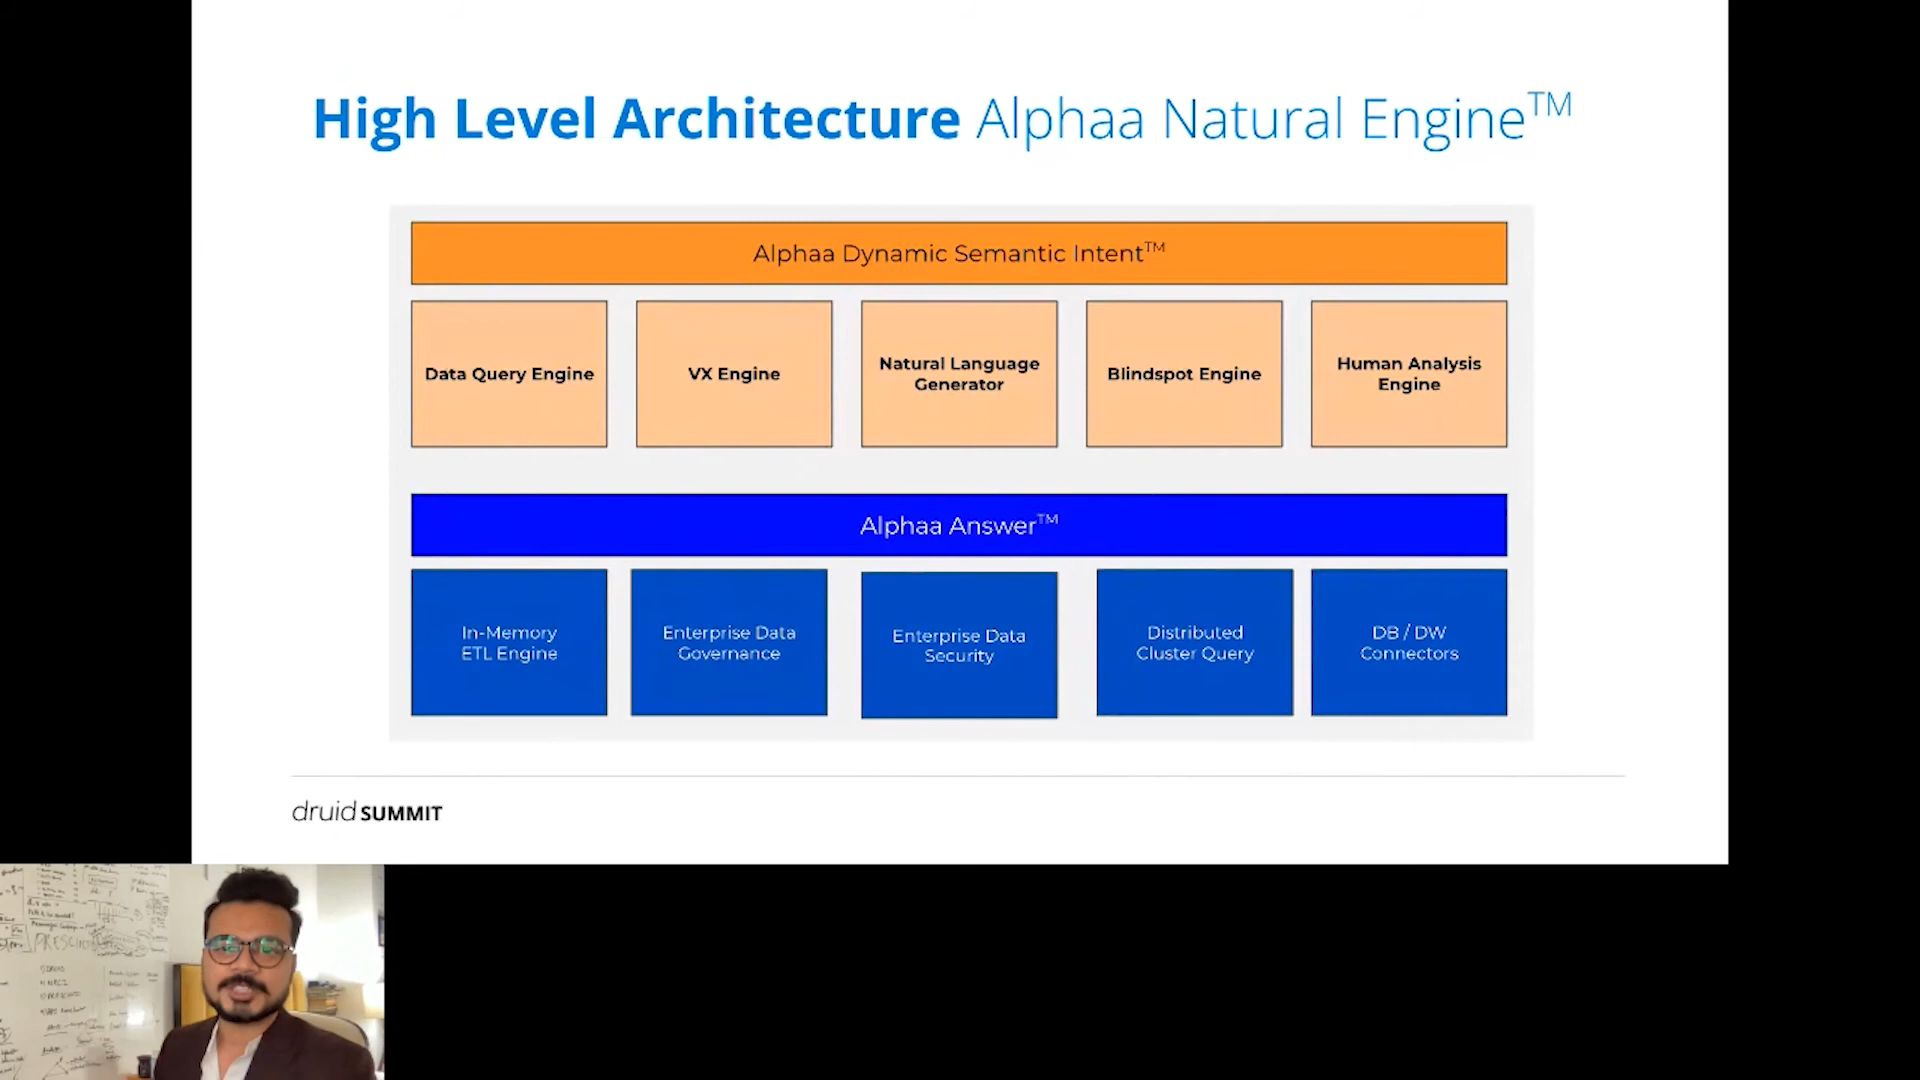 High Level Architecture Alphaa Natural Engine™
Alphaa Dynamic Semantic Intent™
Data Query Engine
VX Engine
Natural Language
Generator
Blindspot Engine
Human Analysis
Engine
Alphaa Answer™
In-Memory
ETL Engine
Enterprise Data
Governance
Enterprise Data
Security
Distributed
Cluster Query
DB / DW
Connectors
druid SUMMIT